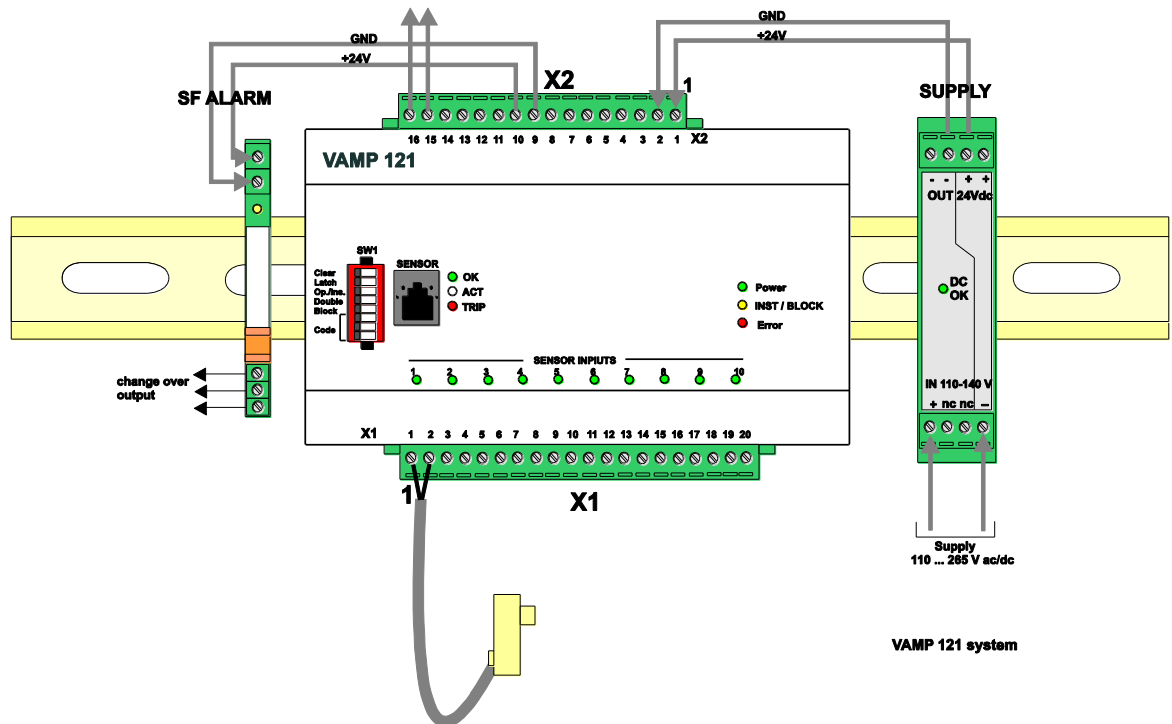 GND
+24V
SF ALARM
X2
1
GND
+24V
SUPPLY
16 15 14 13 12 11 10 9 8 7 6 5 4 3 2 1 X2
VAMP 121
- - + +
OUT 24Vdc
SW1
Clear
Latch
Op./Ins.
Double
Block
Code
SENSOR
OK
ACT
TRIP
Power
INST / BLOCK
Error
DC
OK
SENSOR INPIUTS
1 2 3 4 5 6 7 8 9 10
change over
output
IN 110-140 V
+ nc nc –
X1 1 2 3 4 5 6 7 8 9 10 11 12 13 14 15 16 17 18 19 20
1
X1
Supply
110 ... 265 V ac/dc
VAMP 121 system